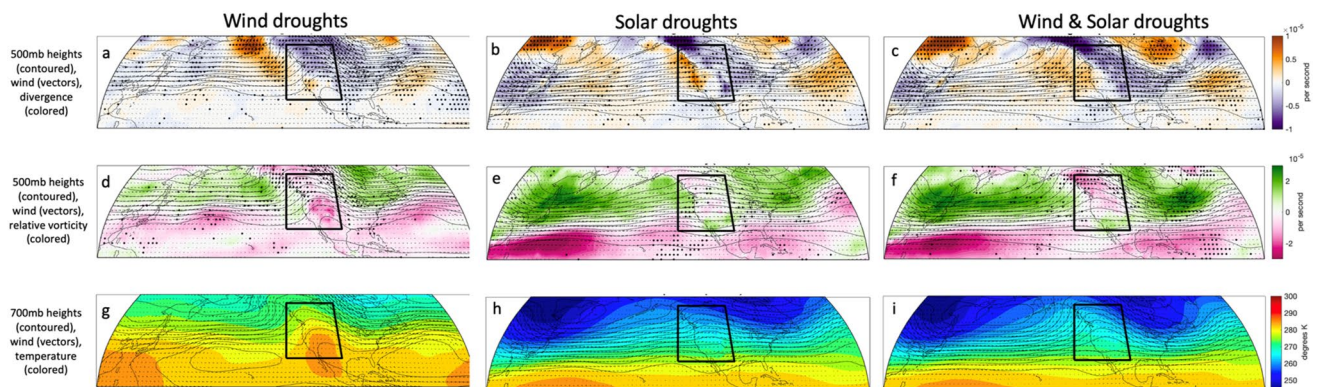 Wind droughts
Solar droughts
Wind & Solar droughts
500mb heights
(contoured),
wind (vectors),
divergence
(colored)
a
b
c
10-5
1
0.5
0
-0.5
-1
per second
500mb heights
(contoured),
wind (vectors),
relative vorticity
(colored)
d
e
f
10-5
2
0
-2
per second
700mb heights
(contoured),
wind (vectors),
temperature
(colored)
g
h
i
300
290
280
270
260
250
degrees K